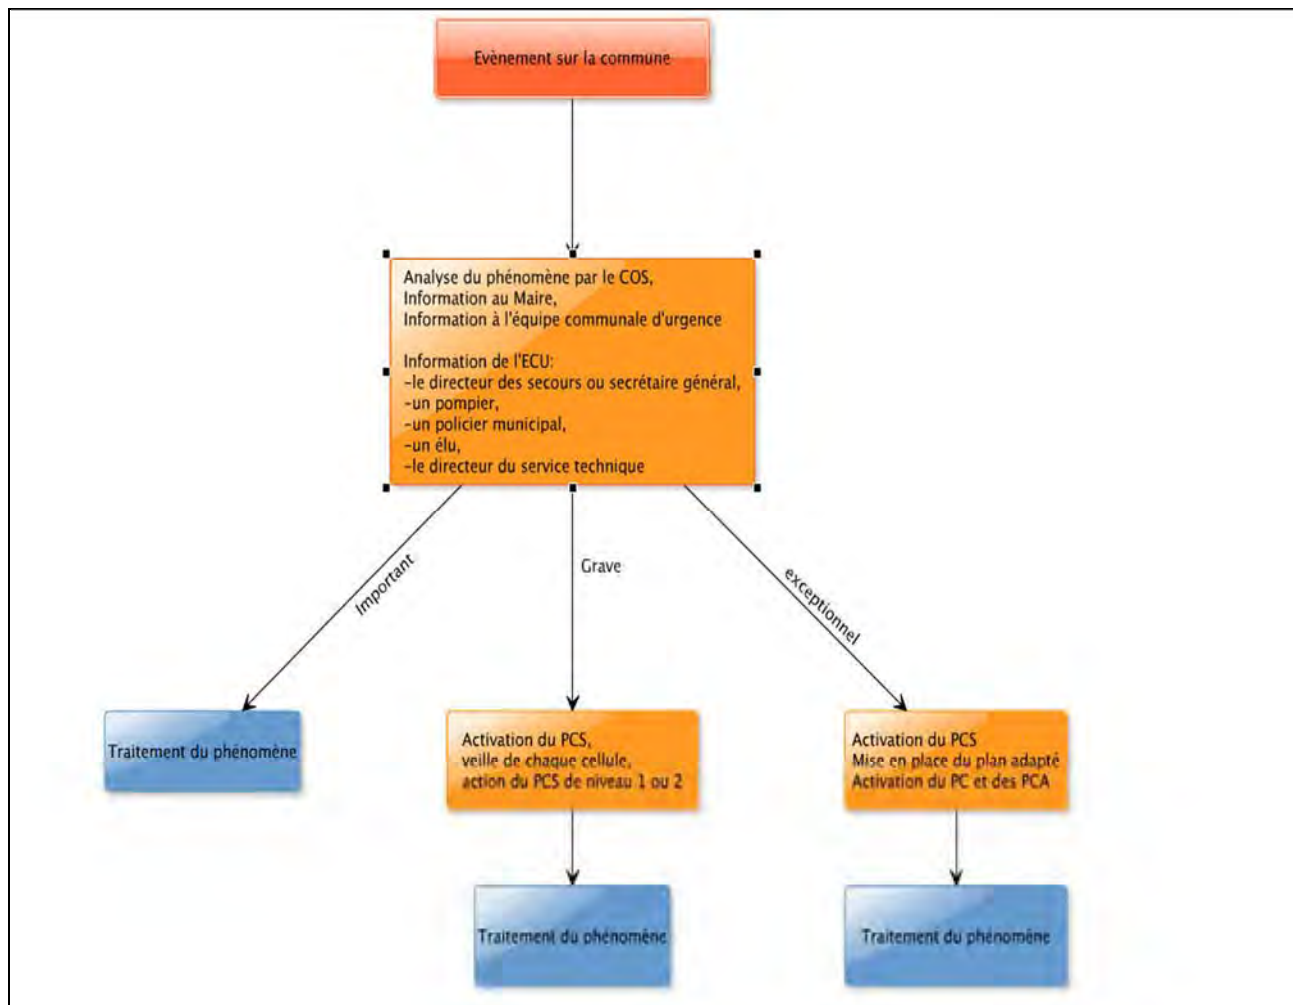 Evènement sur la commune
Analyse du phénomène par le COS,
Information au Maire,
Information à l'équipe communale d'urgence
Information de l'ECU:
-le directeur des secours ou secrétaire général,
-un pompier,
-un policier municipal,
-un élu,
-le directeur du service technique
Important
Grave
exceptionnel
Traitement du phénomène
Activation du PCS,
veille de chaque cellule,
action du PCS de niveau 1 ou 2
Activation du PCS
Mise en place du plan adapté
Activation du PC et des PCA
Traitement du phénomène
Traitement du phénomène